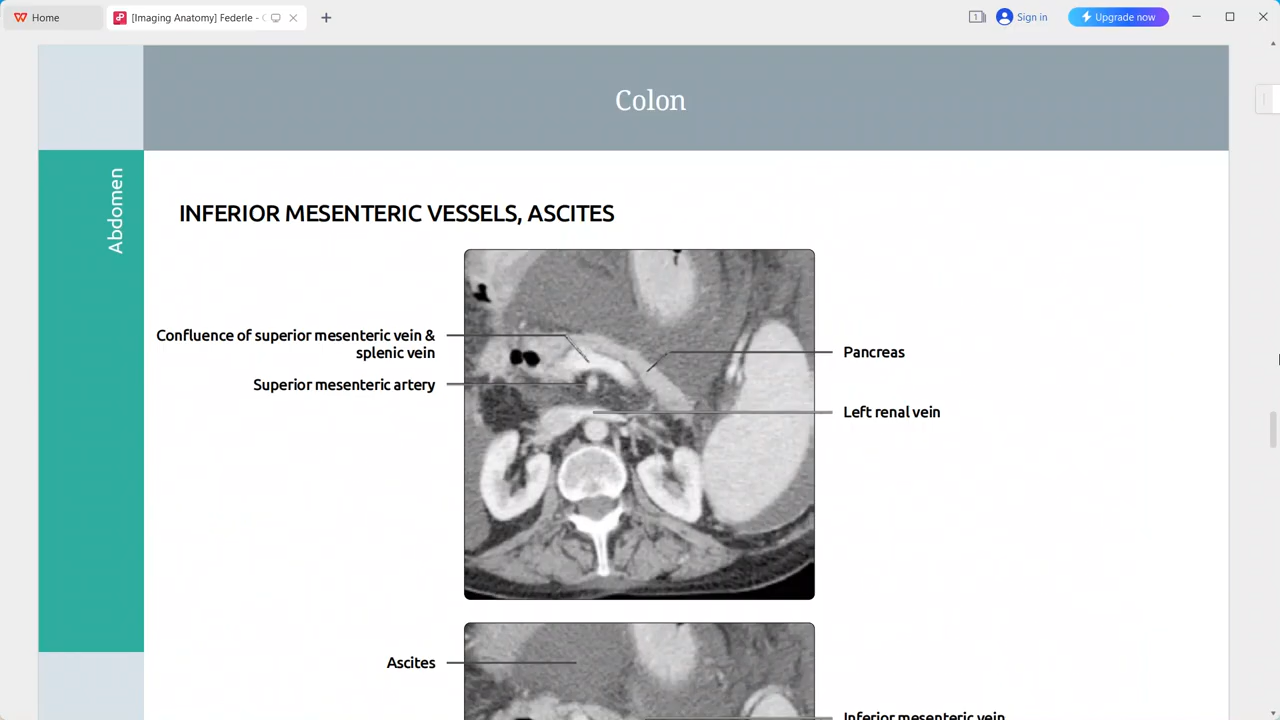 Home
[Imaging Anatomy] Federle -
1
Sign in
Upgrade now
Colon
Abdomen
INFERIOR MESENTERIC VESSELS, ASCITES
Confluence of superior mesenteric vein &
splenic vein
Superior mesenteric artery
Pancreas
Left renal vein
Ascites
Inferior mesenteric vein